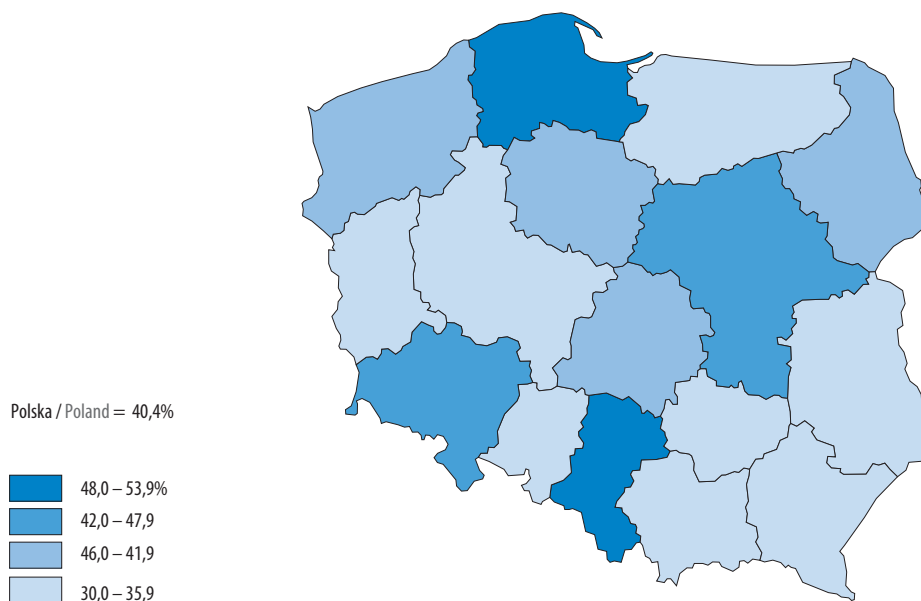 Polska / Poland = 40,4%
48,0 – 53,9%
42,0 – 47,9
46,0 – 41,9
30,0 – 35,9